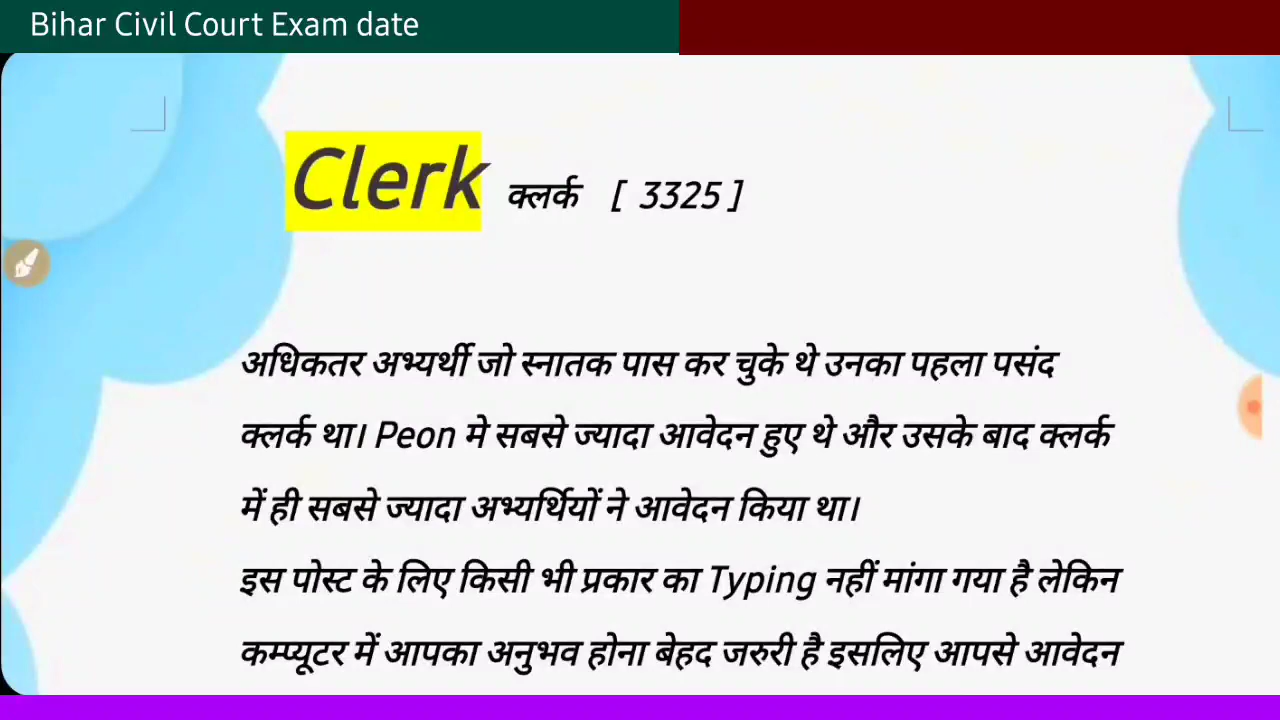 Bihar Civil Court Exam date
Clerk क्लर्क [ 3325 ]
अधिकतर अभ्यर्थी जो स्नातक पास कर चुके थे उनका पहला पसंद
क्लर्क था। Peon मे सबसे ज्यादा आवेदन हुए थे और उसके बाद क्लर्क
में ही सबसे ज्यादा अभ्यर्थियों ने आवेदन किया था।
इस पोस्ट के लिए किसी भी प्रकार का Typing नहीं मांगा गया है लेकिन
कम्प्यूटर में आपका अनुभव होना बेहद जरुरी है इसलिए आपसे आवेदन